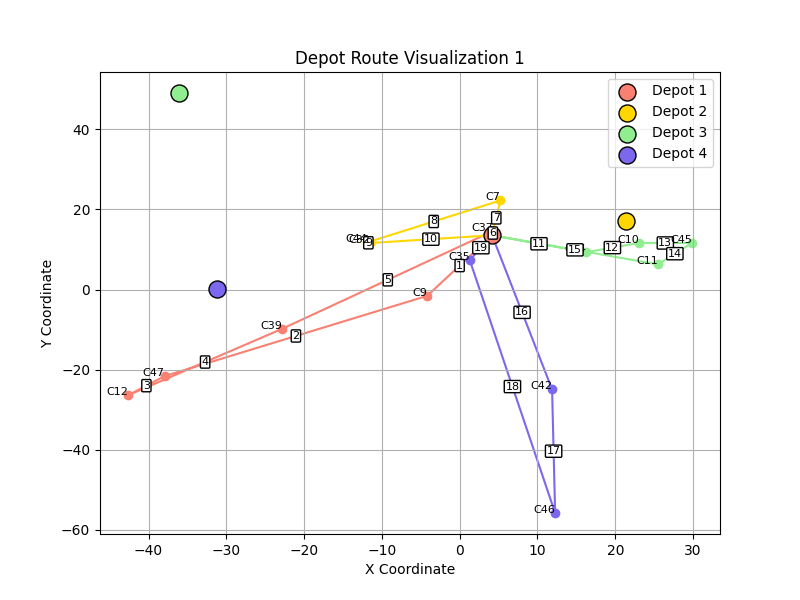 Depot Route Visualization 1
Depot 1
Depot 2
Depot 3
Depot 4
40
20
0
−20
−40
−60
Y Coordinate
C7
7
8
C37
6
10
19
11
15
12
C10
13
C45
14
C11
C35
1
5
C9
16
C39
2
4
C47
3
C12
18
C42
17
C46
−40
−30
−20
−10
0
10
20
30
X Coordinate